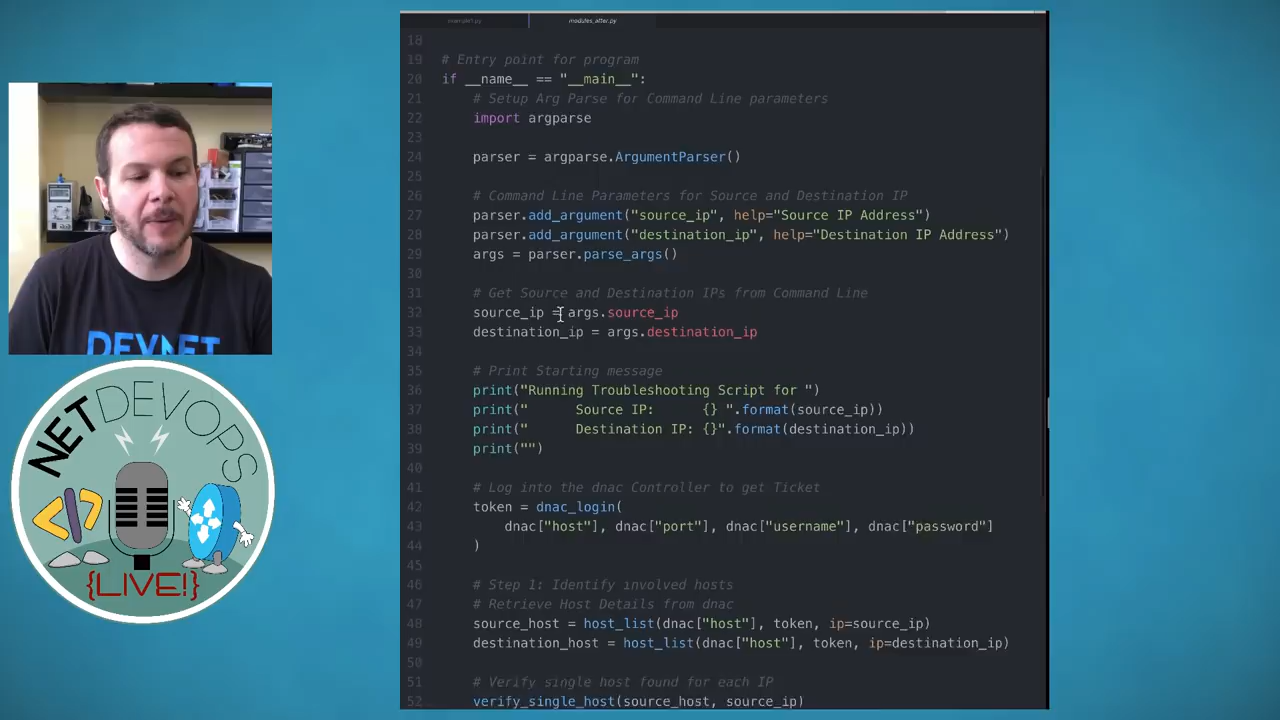 example1.py modules_after.py
18
19 # Entry point for program
20 if __name__ == "__main__":
21 # Setup Arg Parse for Command Line parameters
22 import argparse
23
24 parser = argparse.ArgumentParser()
25
26 # Command Line Parameters for Source and Destination IP
27 parser.add_argument("source_ip", help="Source IP Address")
28 parser.add_argument("destination_ip", help="Destination IP Address")
29 args = parser.parse_args()
30
31 # Get Source and Destination IPs from Command Line
32 source_ip = args.source_ip
33 destination_ip = args.destination_ip
34
35 # Print Starting message
36 print("Running Troubleshooting Script for ")
37 print("      Source IP:      {} ".format(source_ip))
38 print("      Destination IP: {}".format(destination_ip))
39 print("")
40
41 # Log into the dnac Controller to get Ticket
42 token = dnac_login(
43 dnac["host"], dnac["port"], dnac["username"], dnac["password"]
44 )
45
46 # Step 1: Identify involved hosts
47 # Retrieve Host Details from dnac
48 source_host = host_list(dnac["host"], token, ip=source_ip)
49 destination_host = host_list(dnac["host"], token, ip=destination_ip)
50
51 # Verify single host found for each IP
52 verify_single_host(source_host, source_ip)
DEVNET
NETDEVOPS
</>
{LIVE!}